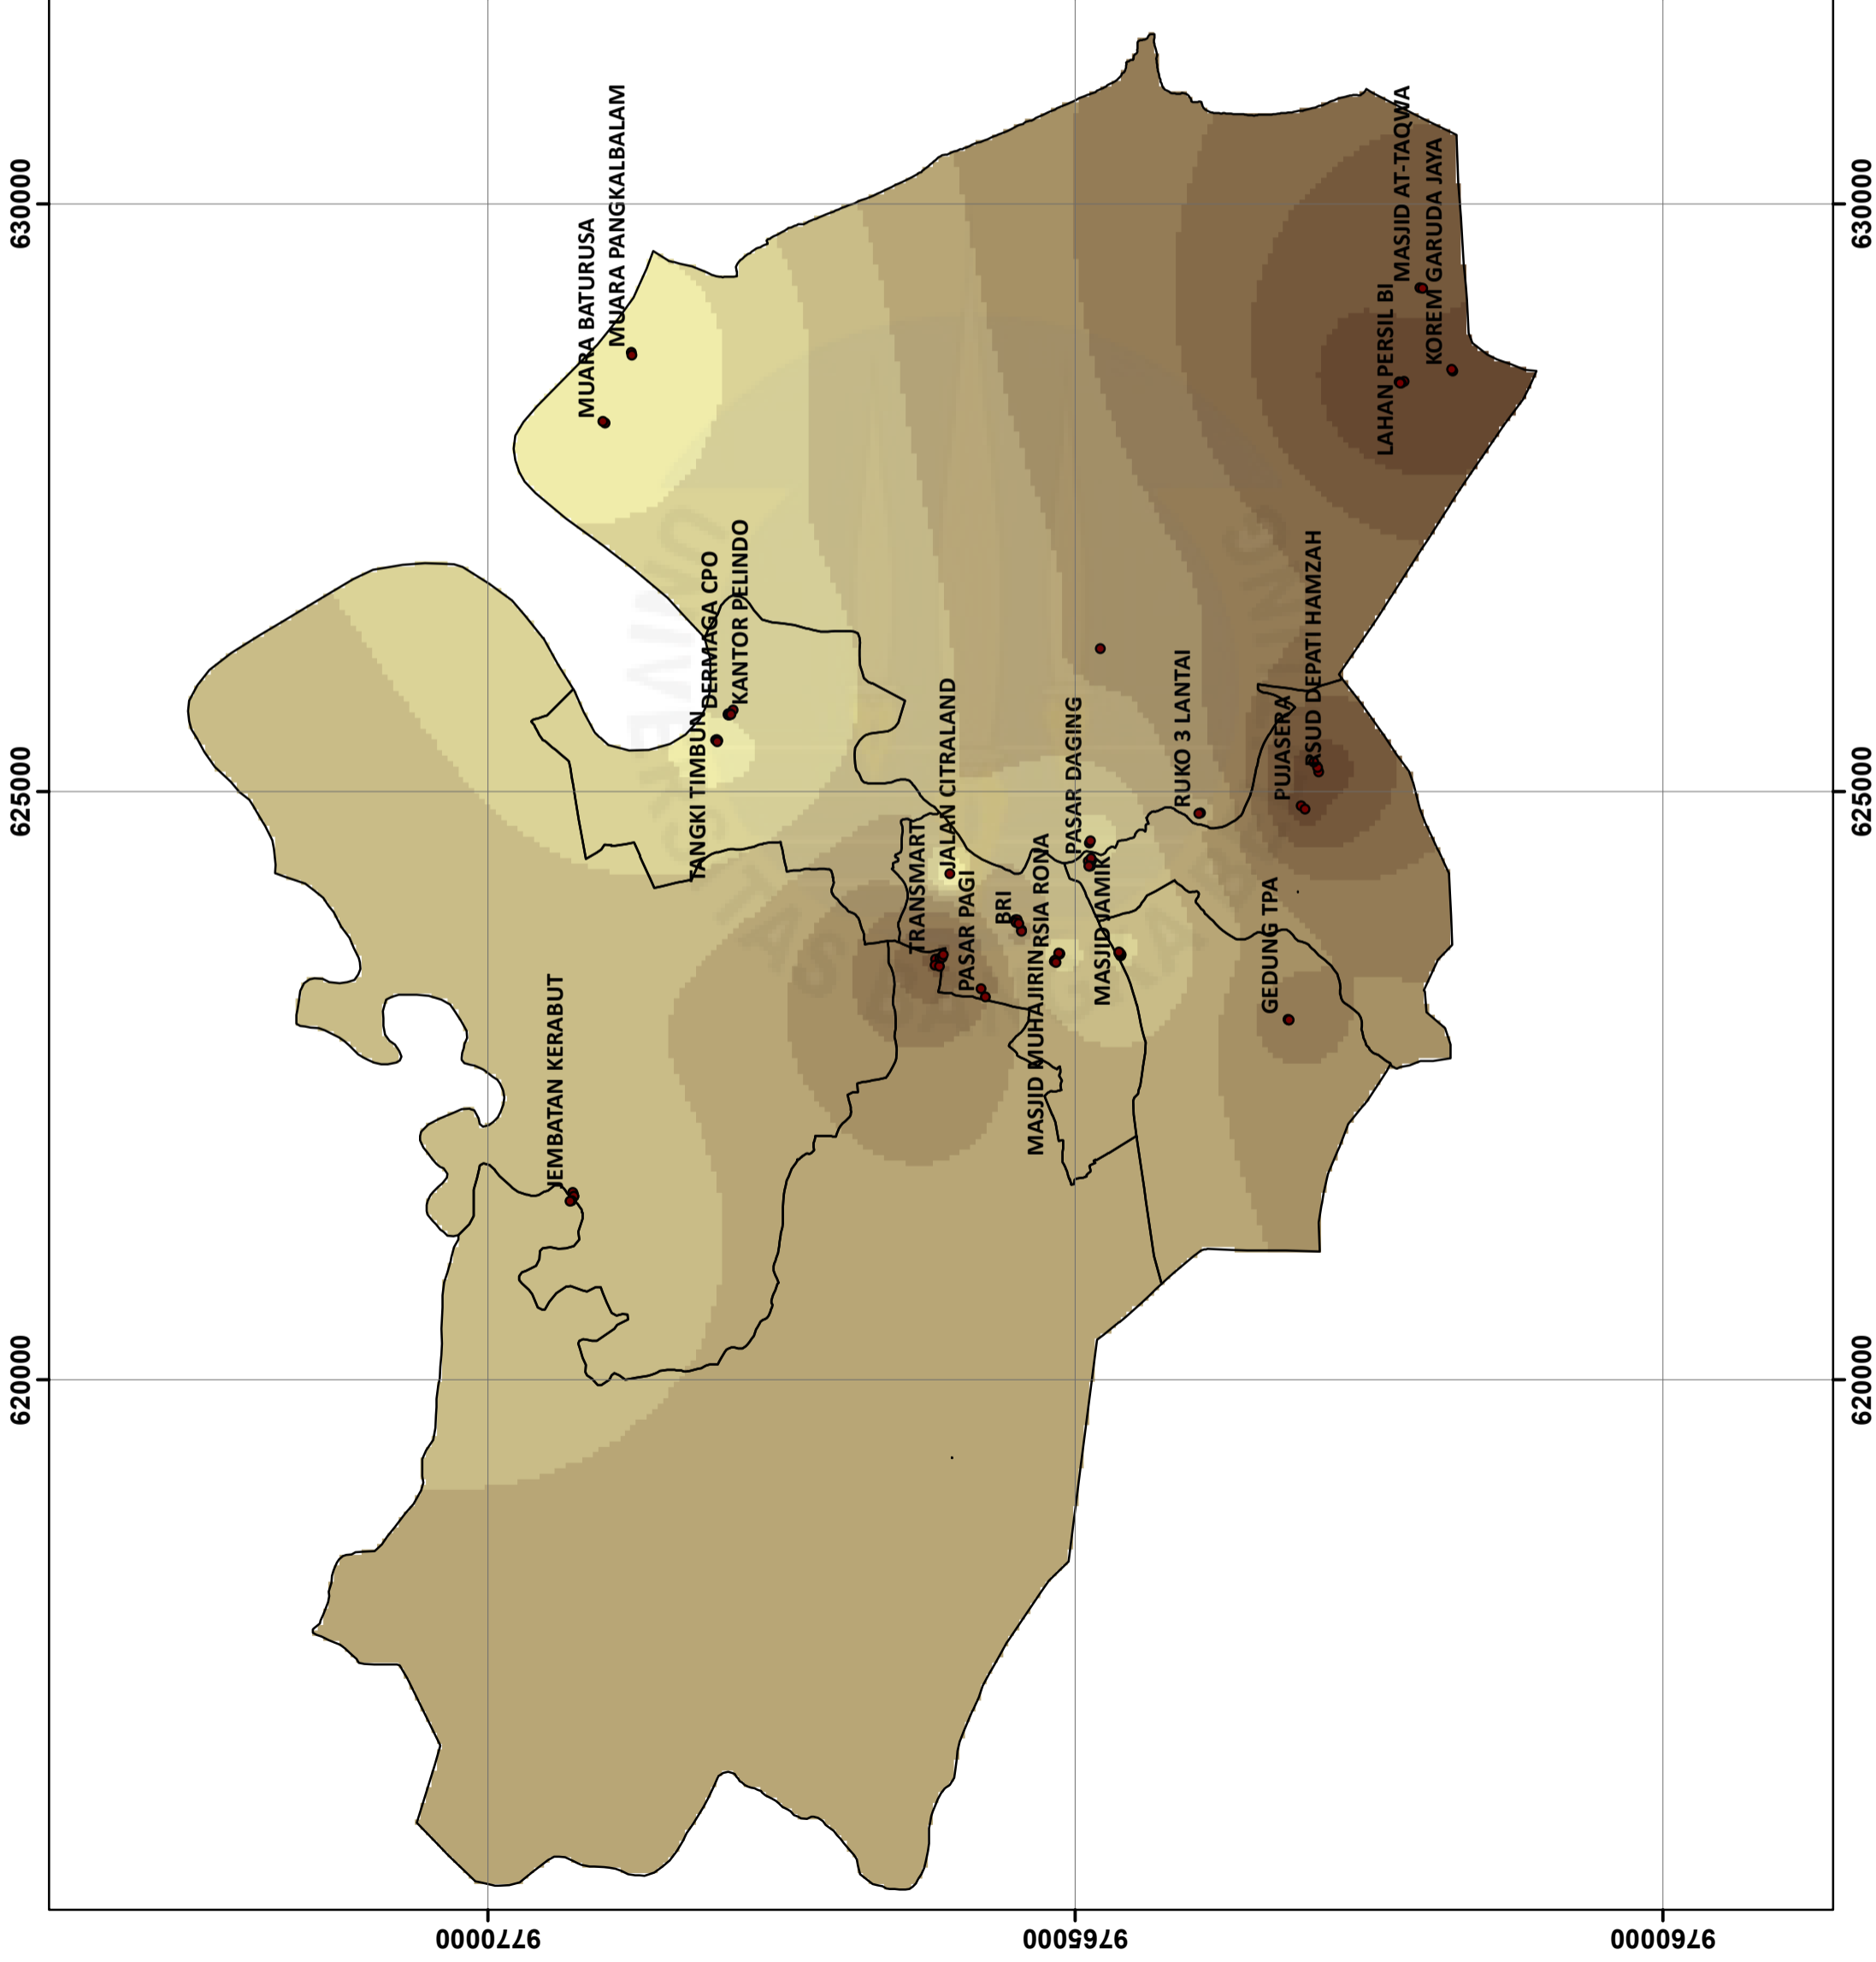 630000
625000
620000
630000
625000
620000
9770000
9765000
9760000
MUARA BATURUSA
MUARA PANGKALBALAM
MASJID AT-TAQWA
KOREM GARUDA JAYA
LAHAN PERSIL BI
DERMAGA CPO
KANTOR PELINDO
TANGKI TIMBUN
JALAN CITRALAND
PASAR DAGING
RUKO 3 LANTAI
PUJASERA
RSUD DEPATI HAMZAH
TRANSMART
PASAR PAGI
BRI
RSIA RONA
MASJID JAMIK
MASJID MUHAJIRIN
GEDUNG TPA
JEMBATAN KERABUT